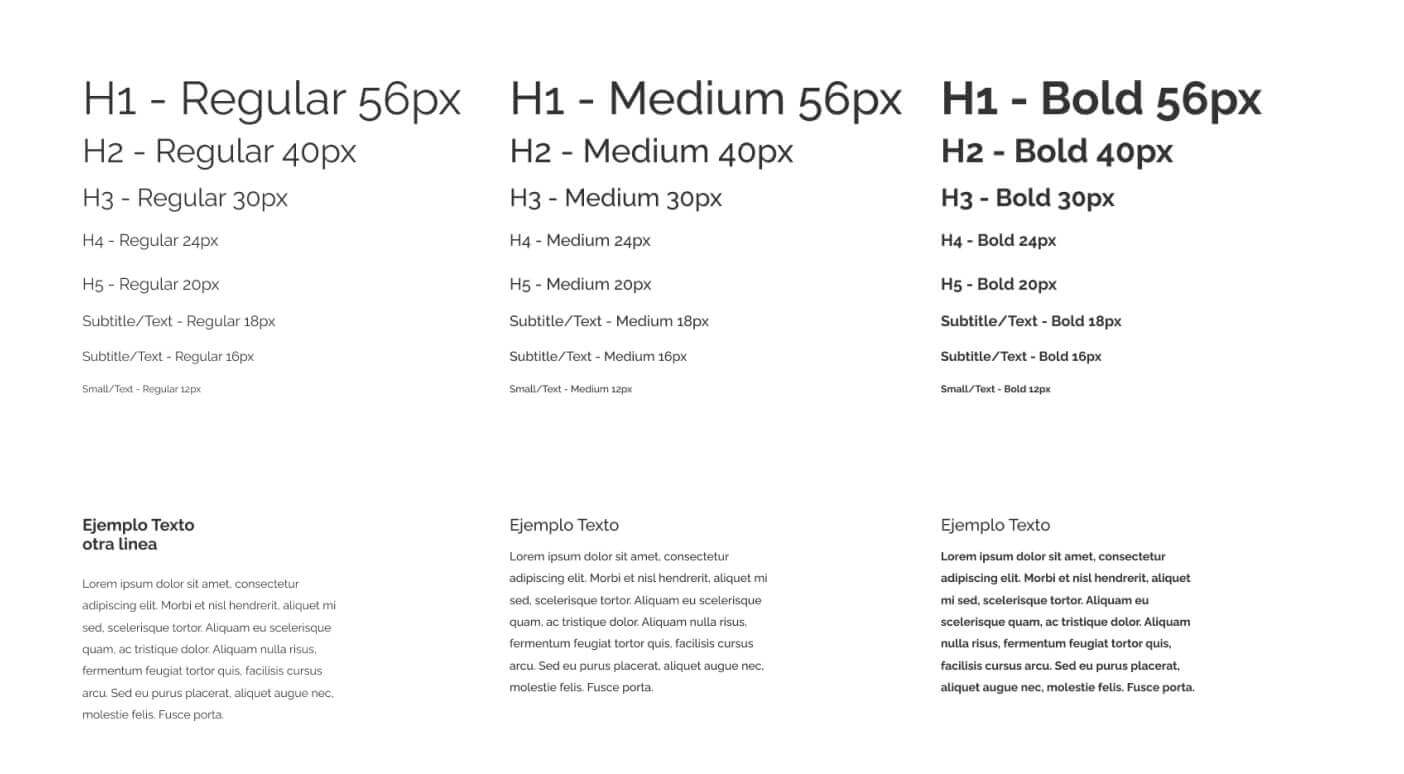 H1 - Regular 56px
H2 - Regular 40px
H3 - Regular 30px
H4 - Regular 24px
H5 - Regular 20px
Subtitle/Text - Regular 18px
Subtitle/Text - Regular 16px
Small/Text - Regular 12px
H1 - Medium 56px
H2 - Medium 40px
H3 - Medium 30px
H4 - Medium 24px
H5 - Medium 20px
Subtitle/Text - Medium 18px
Subtitle/Text - Medium 16px
Small/Text - Medium 12px
H1 - Bold 56px
H2 - Bold 40px
H3 - Bold 30px
H4 - Bold 24px
H5 - Bold 20px
Subtitle/Text - Bold 18px
Subtitle/Text - Bold 16px
Small/Text - Bold 12px
Ejemplo Texto
otra linea
Lorem ipsum dolor sit amet, consectetur
adipiscing elit. Morbi et nisl hendrerit, aliquet mi
sed, scelerisque tortor. Aliquam eu scelerisque
quam, ac tristique dolor. Aliquam nulla risus,
fermentum feugiat tortor quis, facilisis cursus
arcu. Sed eu purus placerat, aliquet augue nec,
molestie felis. Fusce porta.
Ejemplo Texto
Lorem ipsum dolor sit amet, consectetur
adipiscing elit. Morbi et nisl hendrerit, aliquet mi
sed, scelerisque tortor. Aliquam eu scelerisque
quam, ac tristique dolor. Aliquam nulla risus,
fermentum feugiat tortor quis, facilisis cursus
arcu. Sed eu purus placerat, aliquet augue nec,
molestie felis. Fusce porta.
Ejemplo Texto
Lorem ipsum dolor sit amet, consectetur
adipiscing elit. Morbi et nisl hendrerit, aliquet
mi sed, scelerisque tortor. Aliquam eu
scelerisque quam, ac tristique dolor. Aliquam
nulla risus, fermentum feugiat tortor quis,
facilisis cursus arcu. Sed eu purus placerat,
aliquet augue nec, molestie felis. Fusce porta.